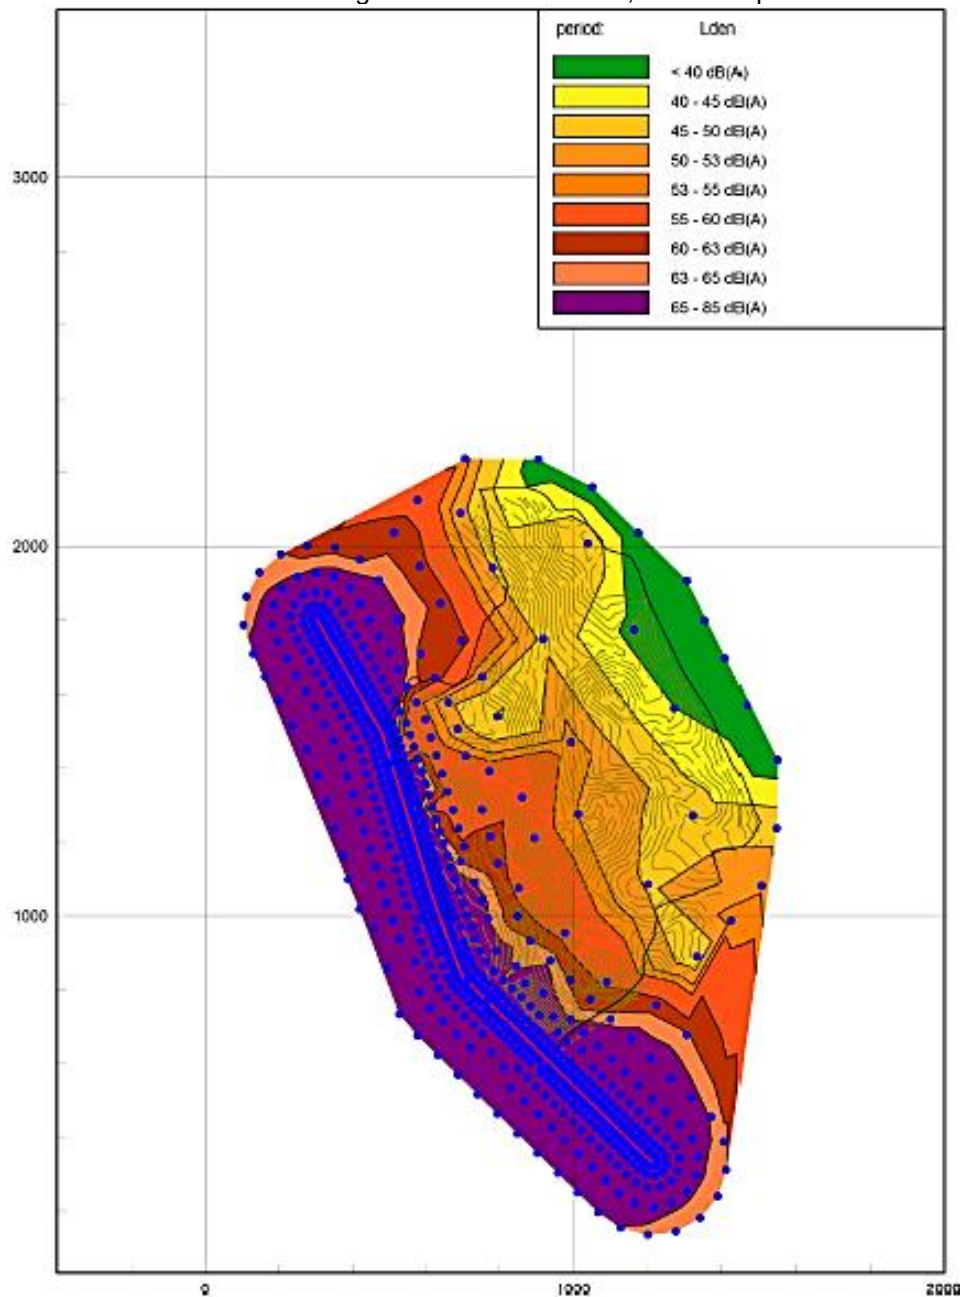 period: Lden
< 40 dB(A)
40 - 45 dB(A)
45 - 50 dB(A)
50 - 53 dB(A)
53 - 55 dB(A)
55 - 60 dB(A)
60 - 63 dB(A)
63 - 65 dB(A)
65 - 85 dB(A)
3000
2000
1000
0 1000 2000